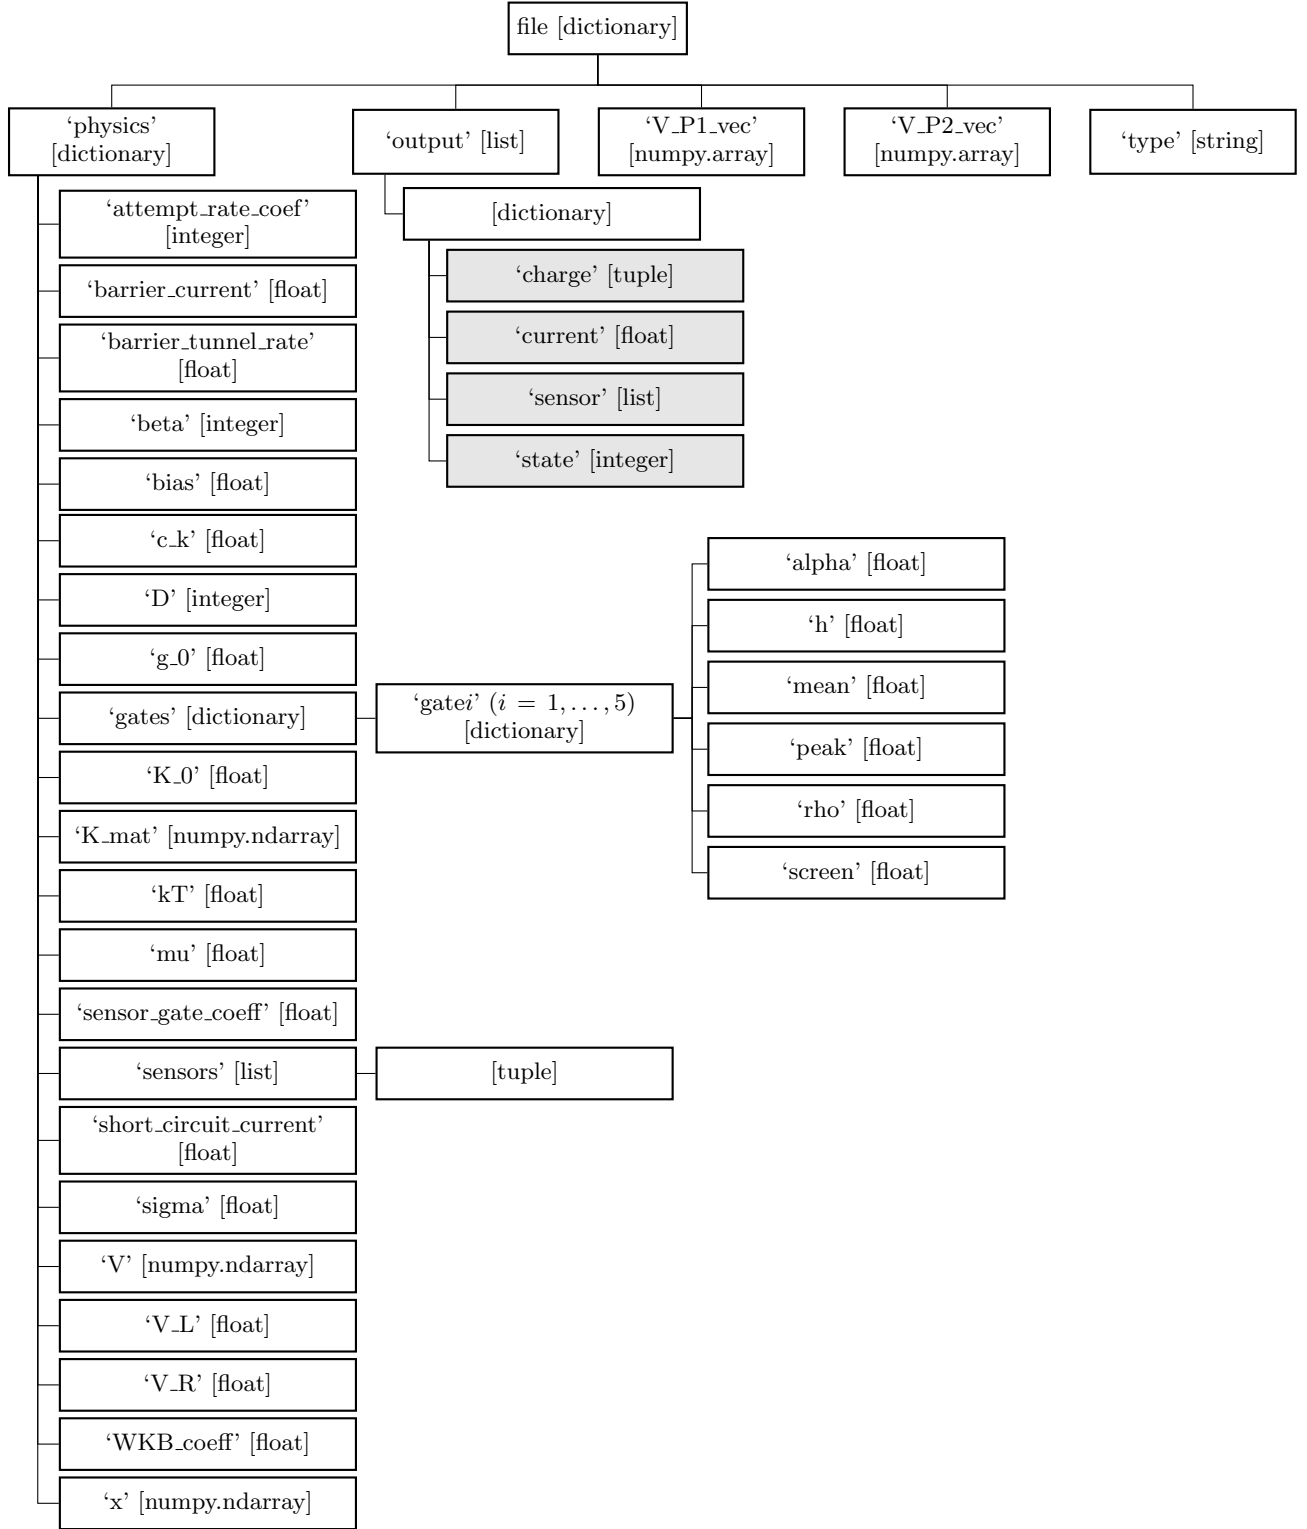 file [dictionary]
‘physics’
[dictionary]
‘output’ [list]
‘V_P1_vec’
[numpy.array]
‘V_P2_vec’
[numpy.array]
‘type’ [string]
‘attempt_rate_coef’
[integer]
‘barrier_current’ [float]
‘barrier_tunnel_rate’
[float]
‘beta’ [integer]
‘bias’ [float]
‘c_k’ [float]
‘D’ [integer]
‘g_0’ [float]
‘gates’ [dictionary]
‘K_0’ [float]
‘K_mat’ [numpy.ndarray]
‘kT’ [float]
‘mu’ [float]
‘sensor_gate_coeff’ [float]
‘sensors’ [list]
‘short_circuit_current’
[float]
‘sigma’ [float]
‘V’ [numpy.ndarray]
‘V_L’ [float]
‘V_R’ [float]
‘WKB_coeff’ [float]
‘x’ [numpy.ndarray]
[dictionary]
‘charge’ [tuple]
‘current’ [float]
‘sensor’ [list]
‘state’ [integer]
‘gatei’ (i = 1, . . . , 5)
[dictionary]
‘alpha’ [float]
‘h’ [float]
‘mean’ [float]
‘peak’ [float]
‘rho’ [float]
‘screen’ [float]
[tuple]